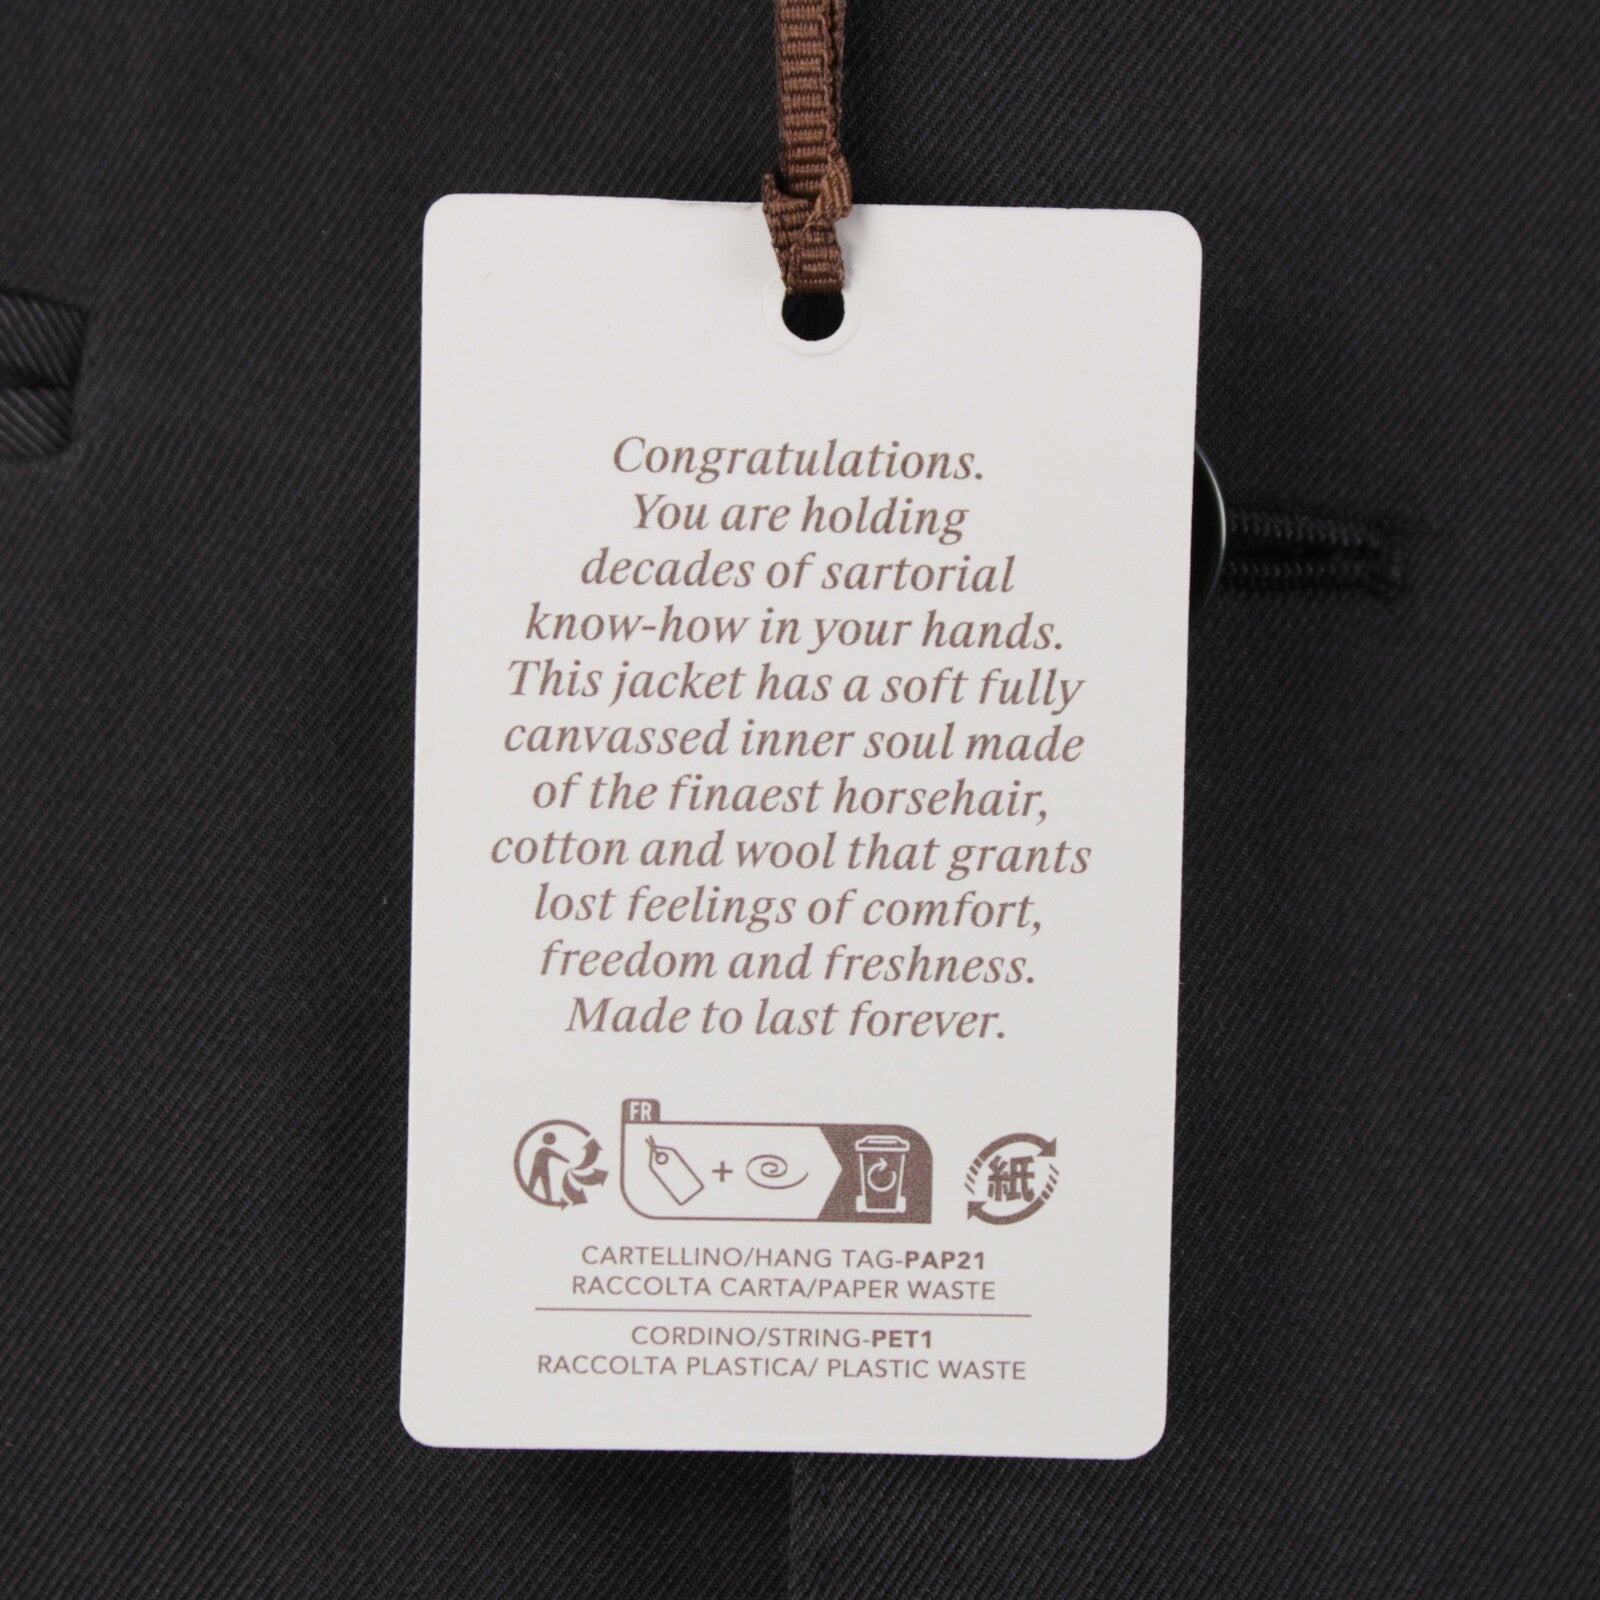 Congratulations.
You are holding
decades of sartorial
know-how in your hands.
This jacket has a soft fully
canvassed inner soul made
of the finaest horsehair,
cotton and wool that grants
lost feelings of comfort,
freedom and freshness.
Made to last forever.
FR
+
紙
CARTELLINO/HANG TAG-PAP21
RACCOLTA CARTA/PAPER WASTE
CORDINO/STRING-PET1
RACCOLTA PLASTICA/ PLASTIC WASTE